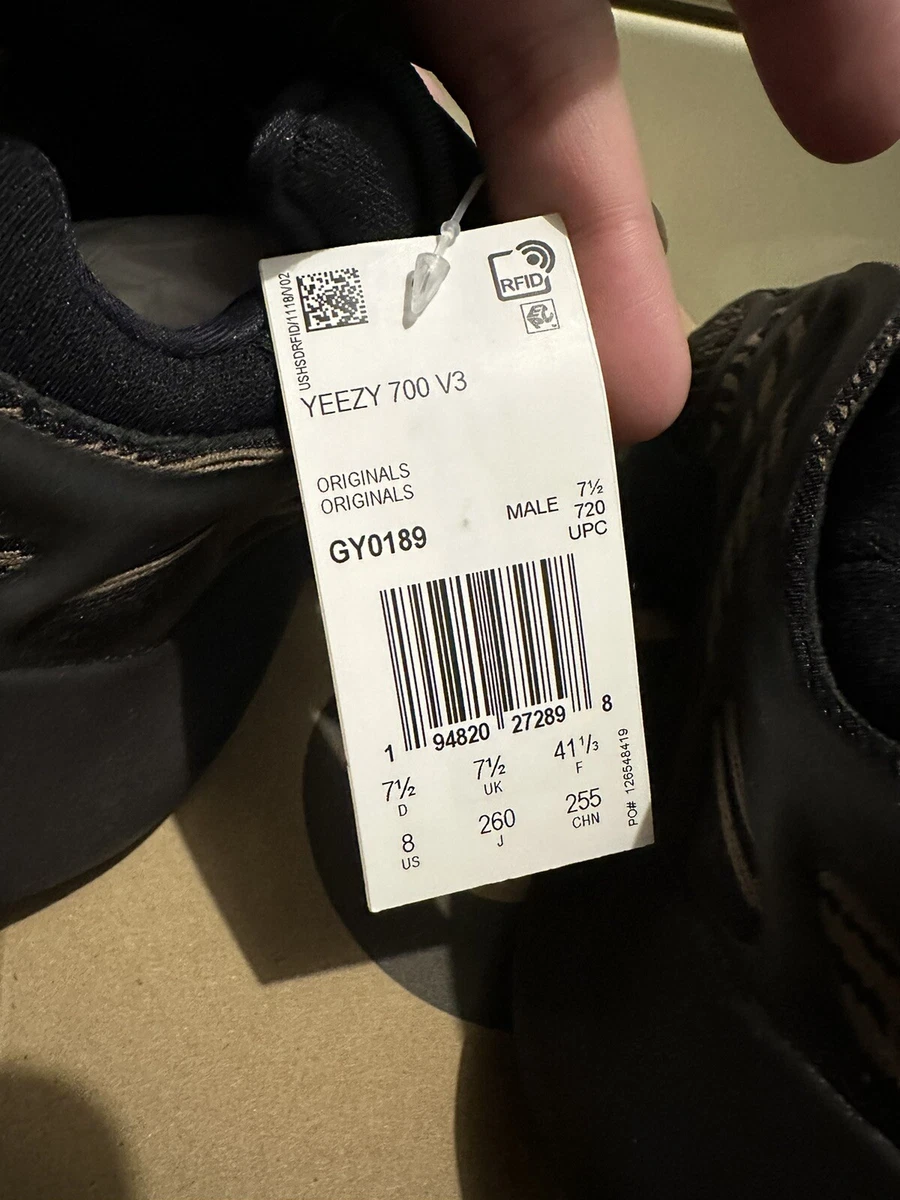 USHSDRFID/1118/V02
RFID
EPC
YEEZY 700 V3
ORIGINALS
ORIGINALS
MALE 7½
720
UPC
GY0189
1 94820 27289 8
7½ 7½ 41⅓
D UK F
8 260 255
US J CHN
PO# 126548419